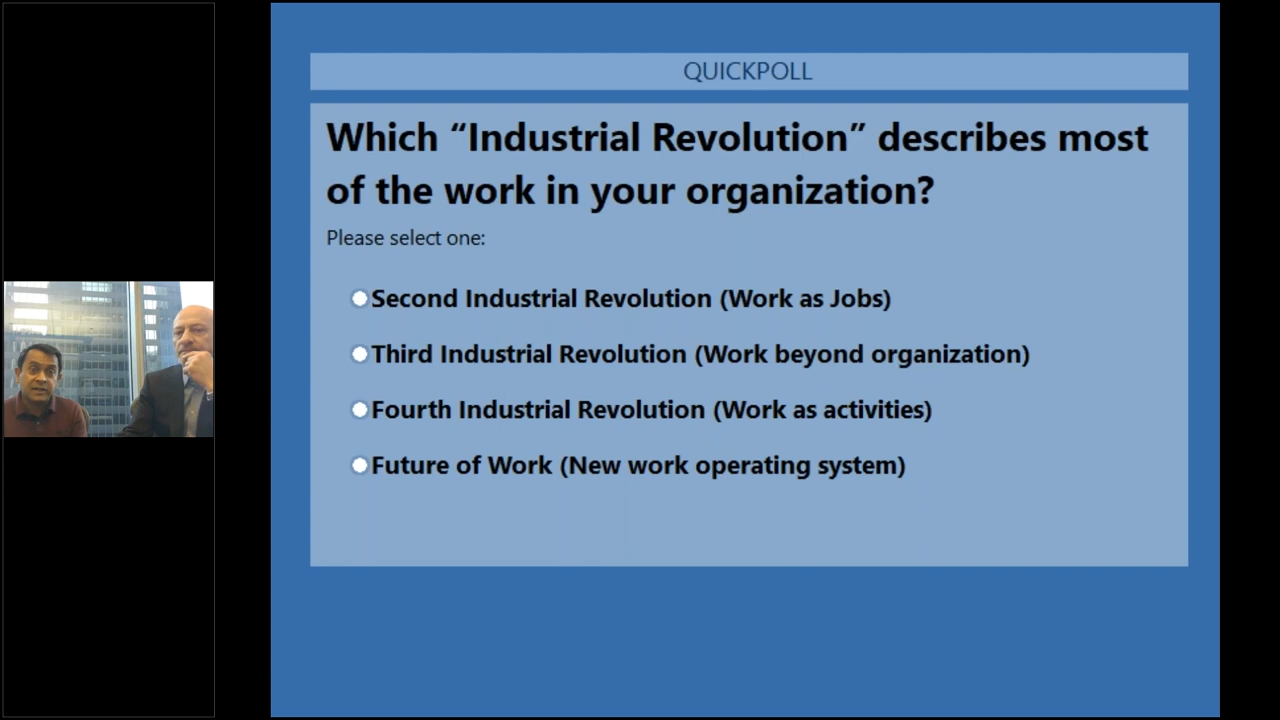 QUICKPOLL
Which “Industrial Revolution” describes most
of the work in your organization?
Please select one:
Second Industrial Revolution (Work as Jobs)
Third Industrial Revolution (Work beyond organization)
Fourth Industrial Revolution (Work as activities)
Future of Work (New work operating system)